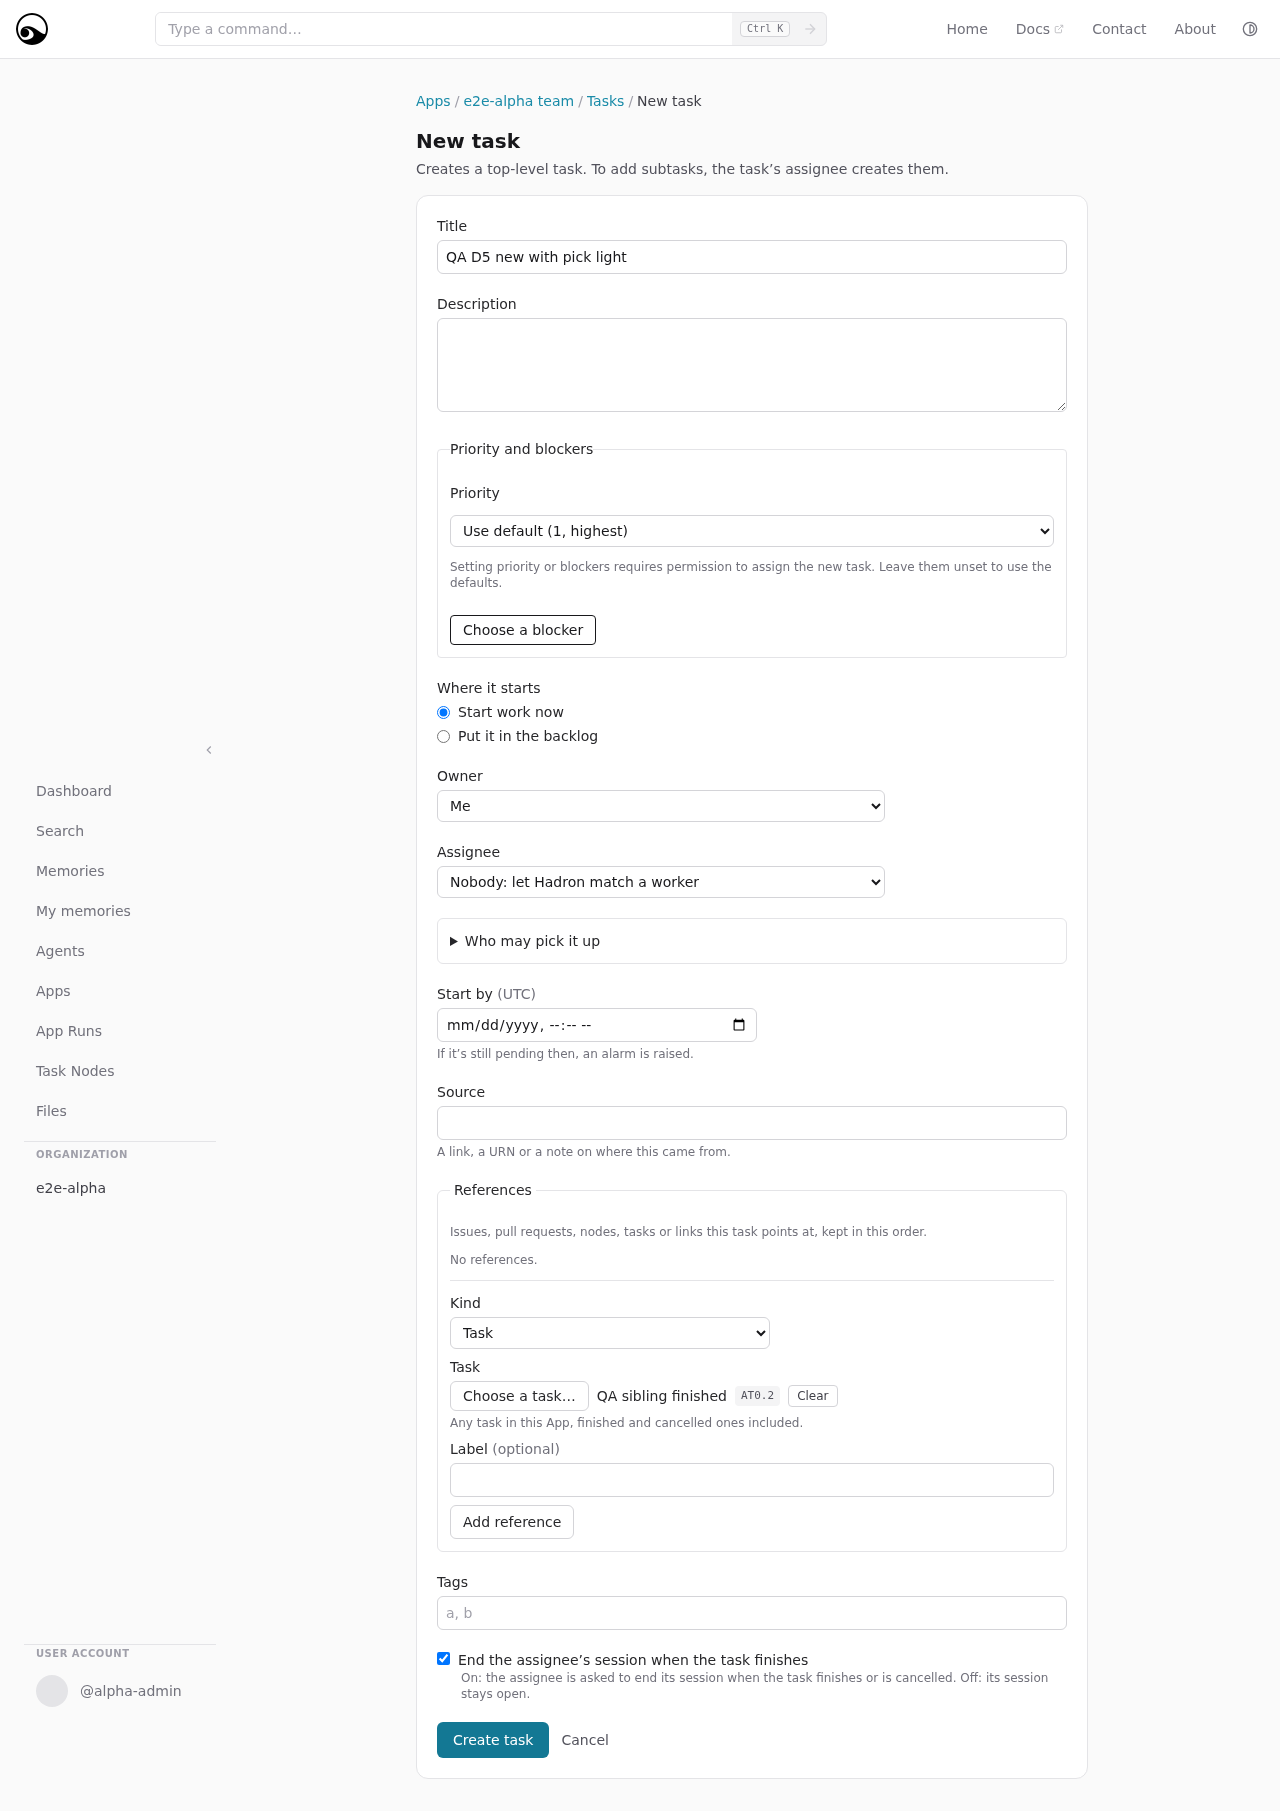 Type a command...
Ctrl K
Home
Docs
Contact
About
Apps / e2e-alpha team / Tasks / New task
New task
Creates a top-level task. To add subtasks, the task’s assignee creates them.
Title
QA D5 new with pick light
Description
Priority and blockers
Priority
Use default (1, highest)
Setting priority or blockers requires permission to assign the new task. Leave them unset to use the
defaults.
Choose a blocker
Where it starts
Start work now
Put it in the backlog
Owner
Me
Assignee
Nobody: let Hadron match a worker
Who may pick it up
Start by (UTC)
mm/dd/yyyy, --:-- --
If it’s still pending then, an alarm is raised.
Source
A link, a URN or a note on where this came from.
References
Issues, pull requests, nodes, tasks or links this task points at, kept in this order.
No references.
Kind
Task
Task
Choose a task… QA sibling finished AT0.2 Clear
Any task in this App, finished and cancelled ones included.
Label (optional)
Add reference
Tags
a, b
End the assignee’s session when the task finishes
On: the assignee is asked to end its session when the task finishes or is cancelled. Off: its session
stays open.
Create task
Cancel
Dashboard
Search
Memories
My memories
Agents
Apps
App Runs
Task Nodes
Files
ORGANIZATION
e2e-alpha
USER ACCOUNT
@alpha-admin